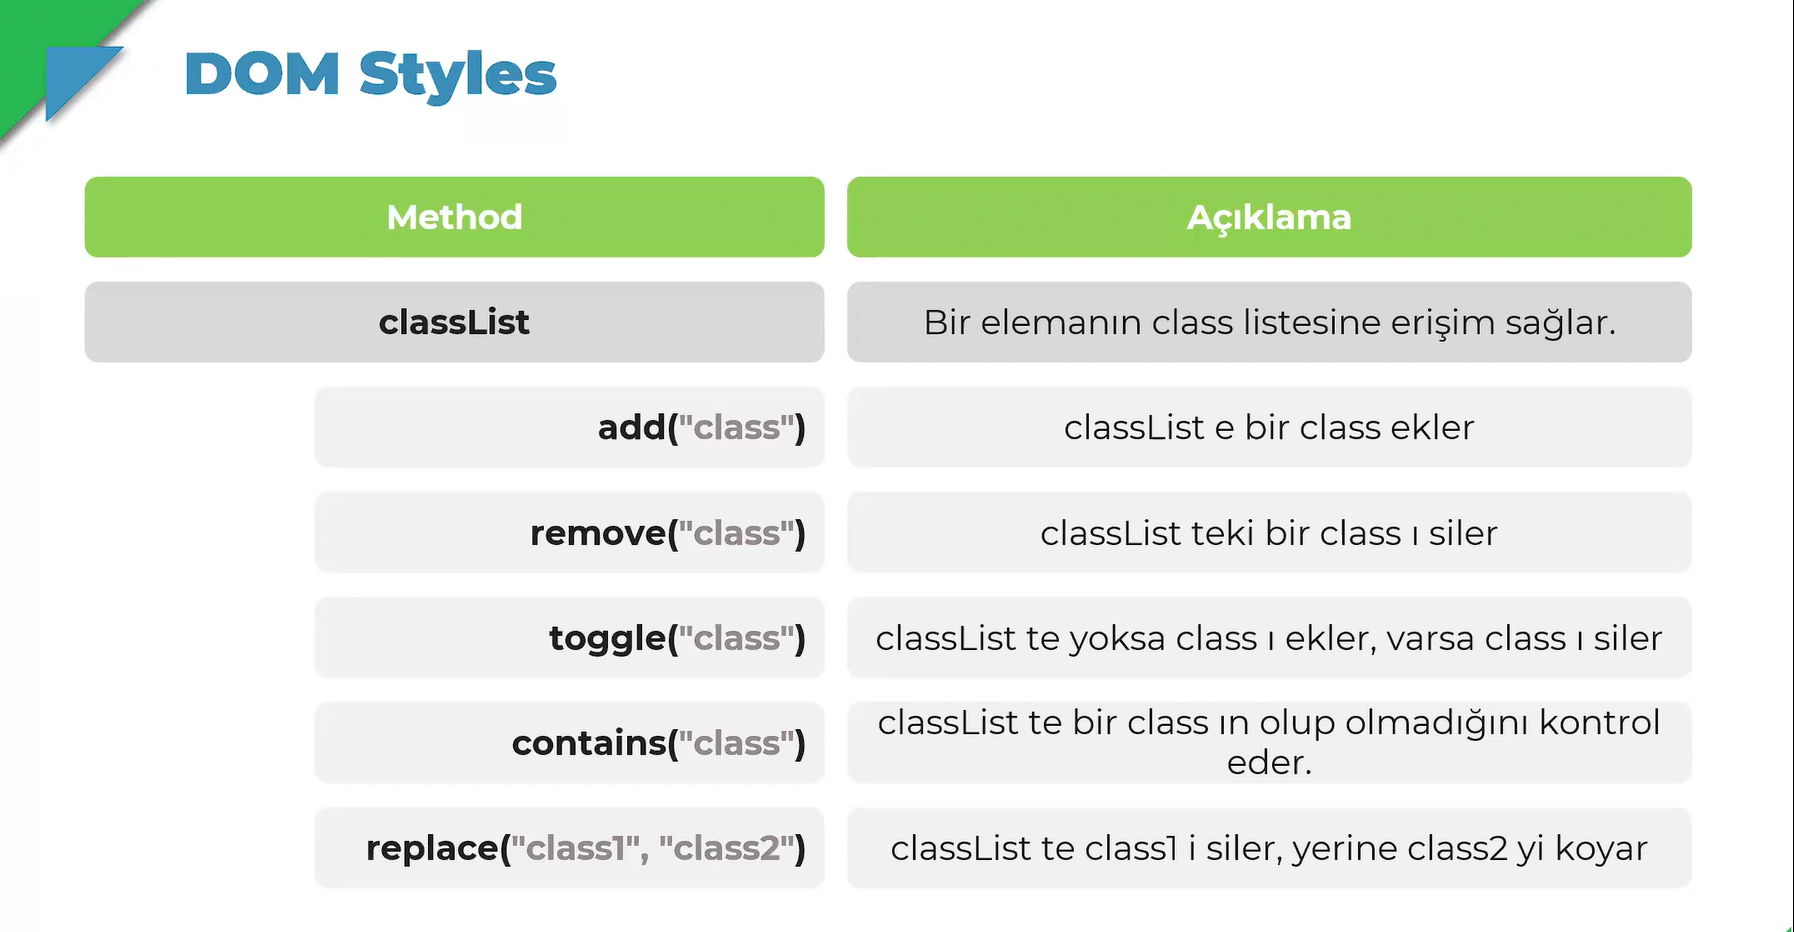 DOM Styles
Method
Açıklama
classList
Bir elemanın class listesine erişim sağlar.
add("class")
classList e bir class ekler
remove("class")
classList teki bir class ı siler
toggle("class")
classList te yoksa class ı ekler, varsa class ı siler
contains("class")
classList te bir class ın olup olmadığını kontrol
eder.
replace("class1", "class2")
classList te class1 i siler, yerine class2 yi koyar